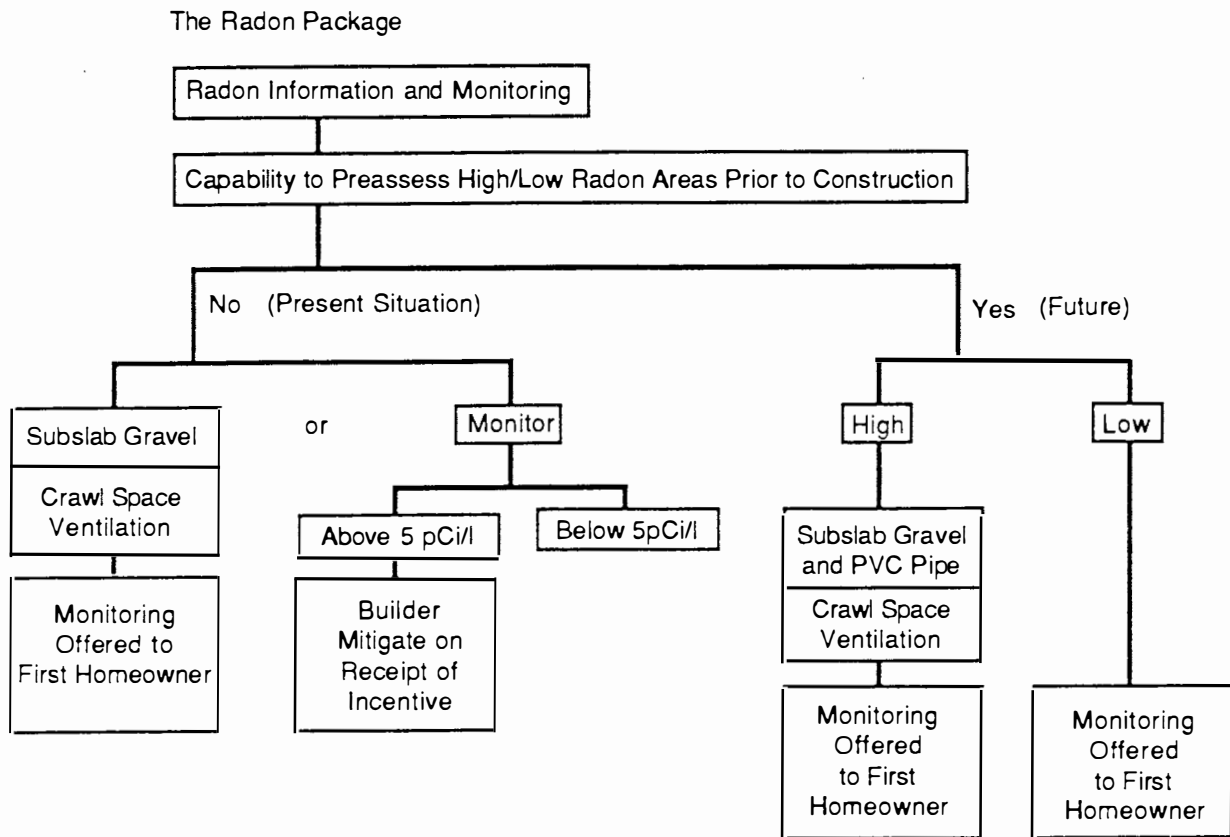 The Radon Package
Radon Information and Monitoring
Capability to Preassess High/Low Radon Areas Prior to Construction
No (Present Situation)
Yes (Future)
Subslab Gravel
Crawl Space
Ventilation
Monitoring
Offered to
First Homeowner
or
Monitor
Above 5 pCi/l
Below 5pCi/l
Builder
Mitigate on
Receipt of
Incentive
High
Subslab Gravel
and PVC Pipe
Crawl Space
Ventilation
Monitoring
Offered
to First
Homeowner
Low
Monitoring
Offered
to First
Homeowner